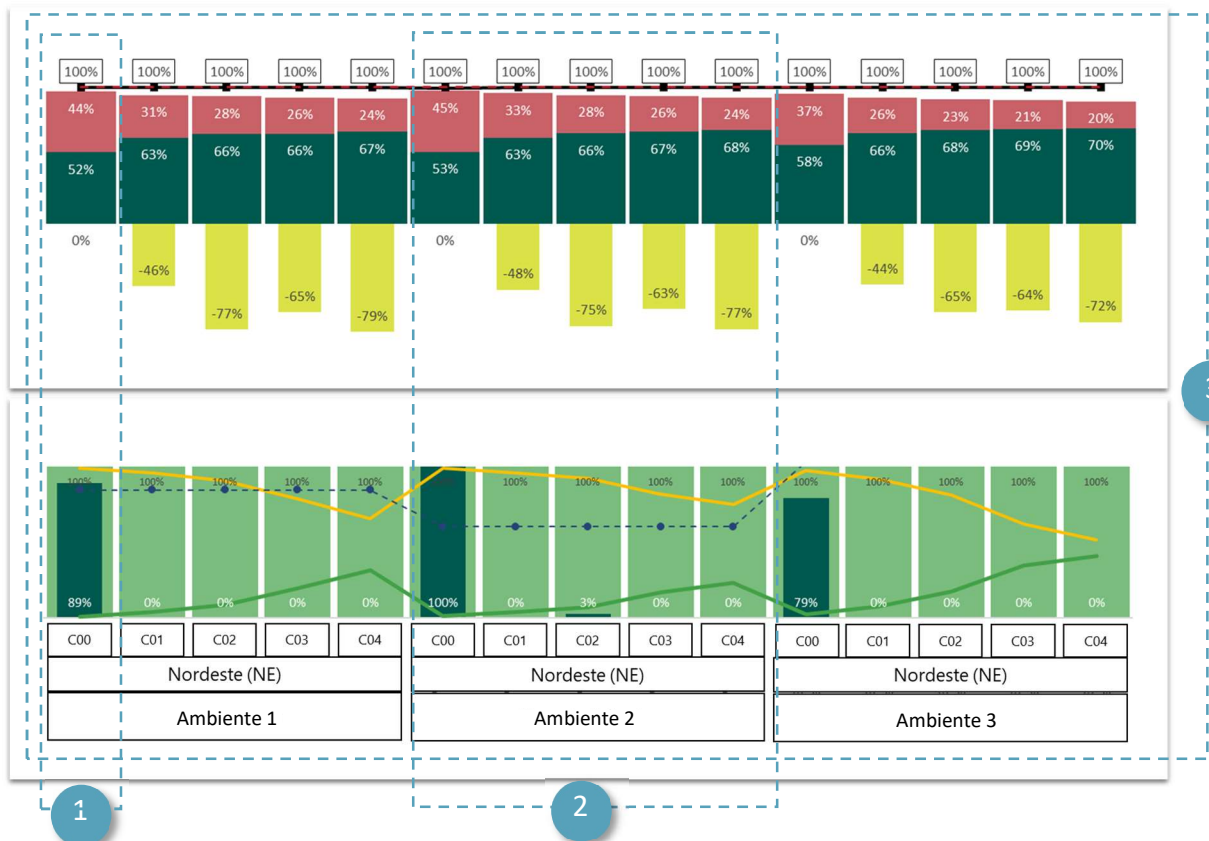 100% 100% 100% 100% 100% 100% 100% 100% 100% 100% 100% 100% 100% 100% 100%
44% 31% 28% 26% 24% 45% 33% 28% 26% 24% 37% 26% 23% 21% 20%
52% 63% 66% 66% 67% 53% 63% 66% 67% 68% 58% 66% 68% 69% 70%
0% -46% -77% -65% -79% 0% -48% -75% -63% -77% 0% -44% -65% -64% -72%
100% 100% 100% 100% 100% 100% 100% 100% 100% 100% 100% 100% 100% 100%
89% 0% 0% 0% 0% 100% 0% 3% 0% 0% 79% 0% 0% 0% 0%
C00 C01 C02 C03 C04 C00 C01 C02 C03 C04 C00 C01 C02 C03 C04
Nordeste (NE) Nordeste (NE) Nordeste (NE)
Ambiente 1 Ambiente 2 Ambiente 3
1 2